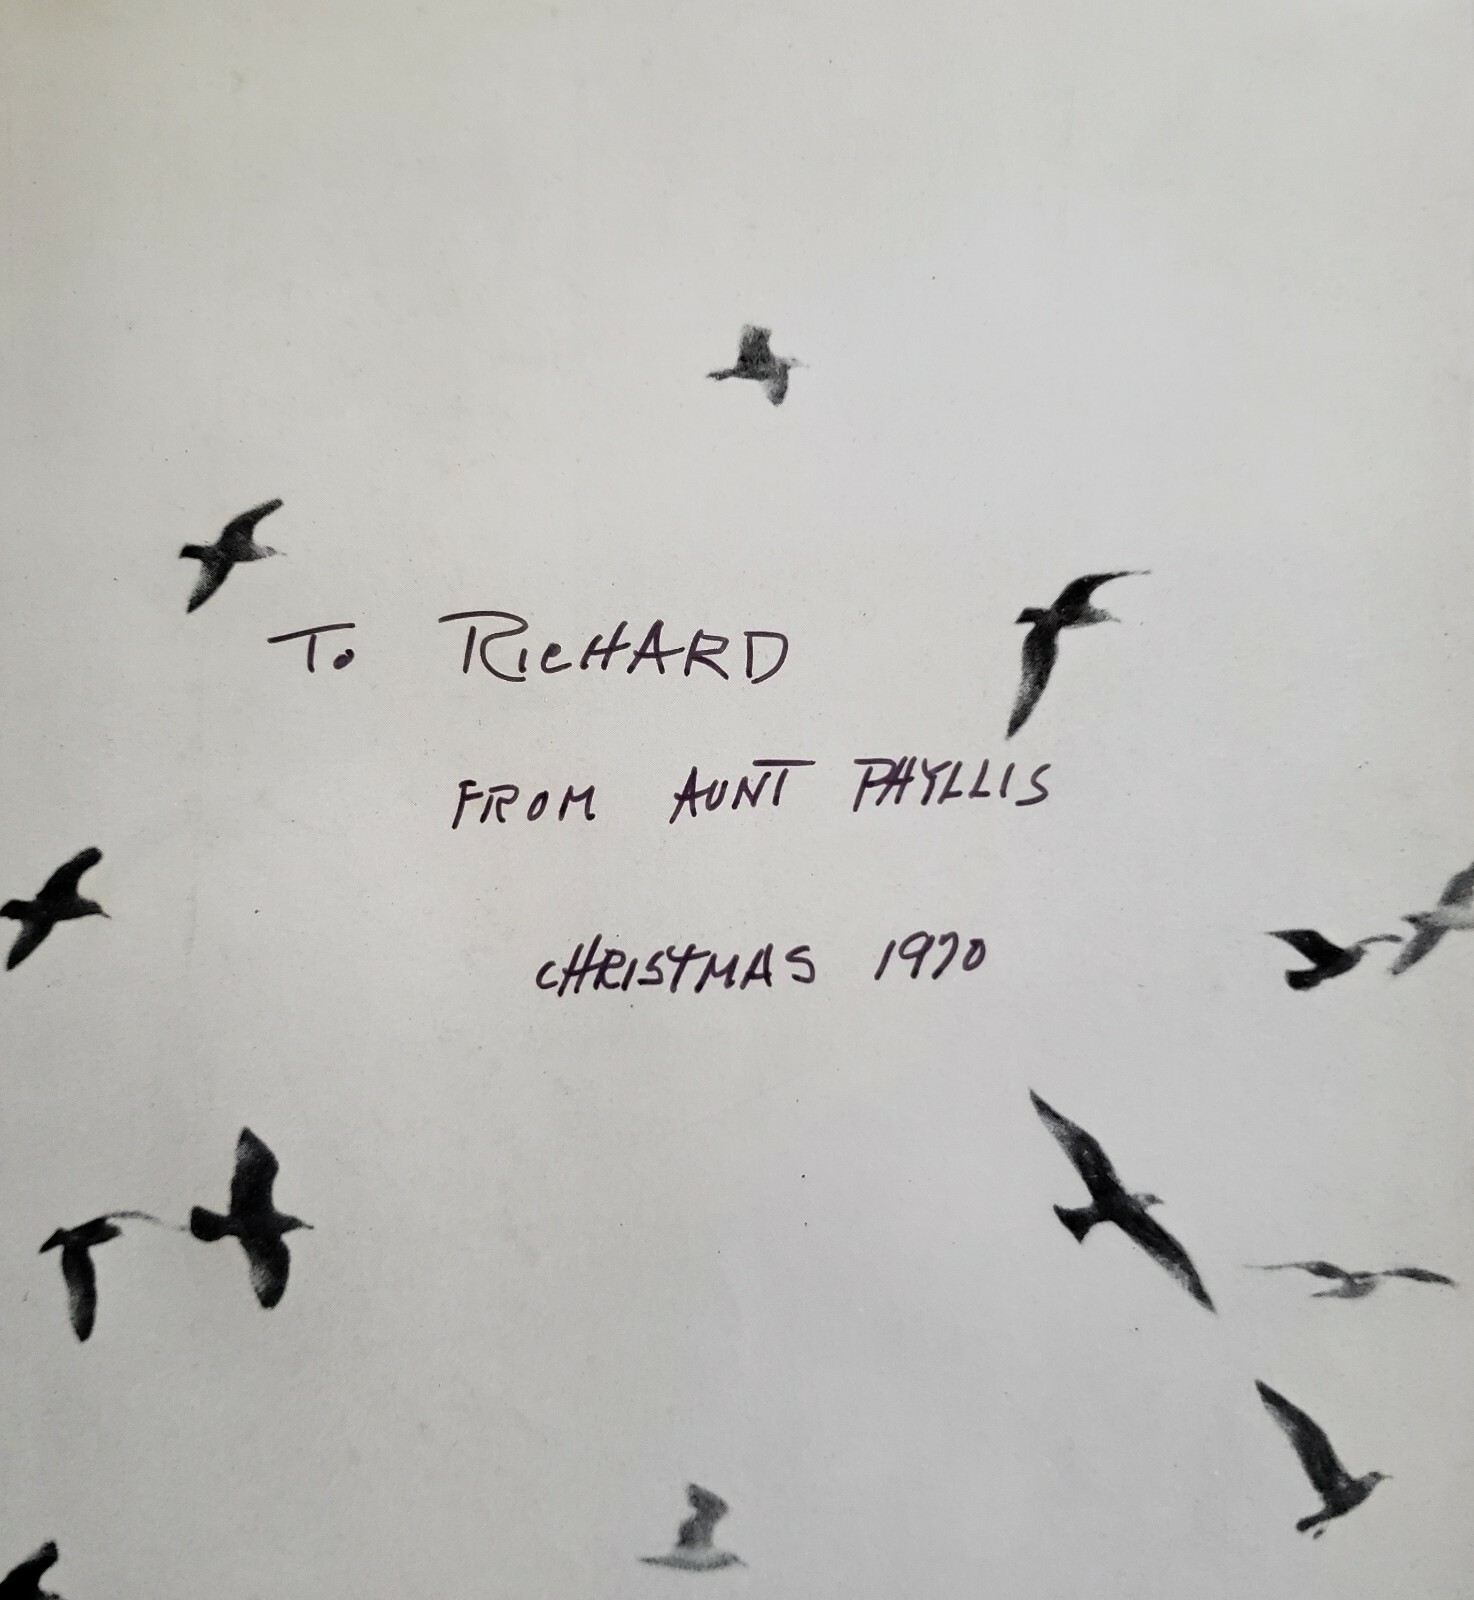 To RicHARD
FROM AUNT PHYLLIS
CHRISTMAS 1970